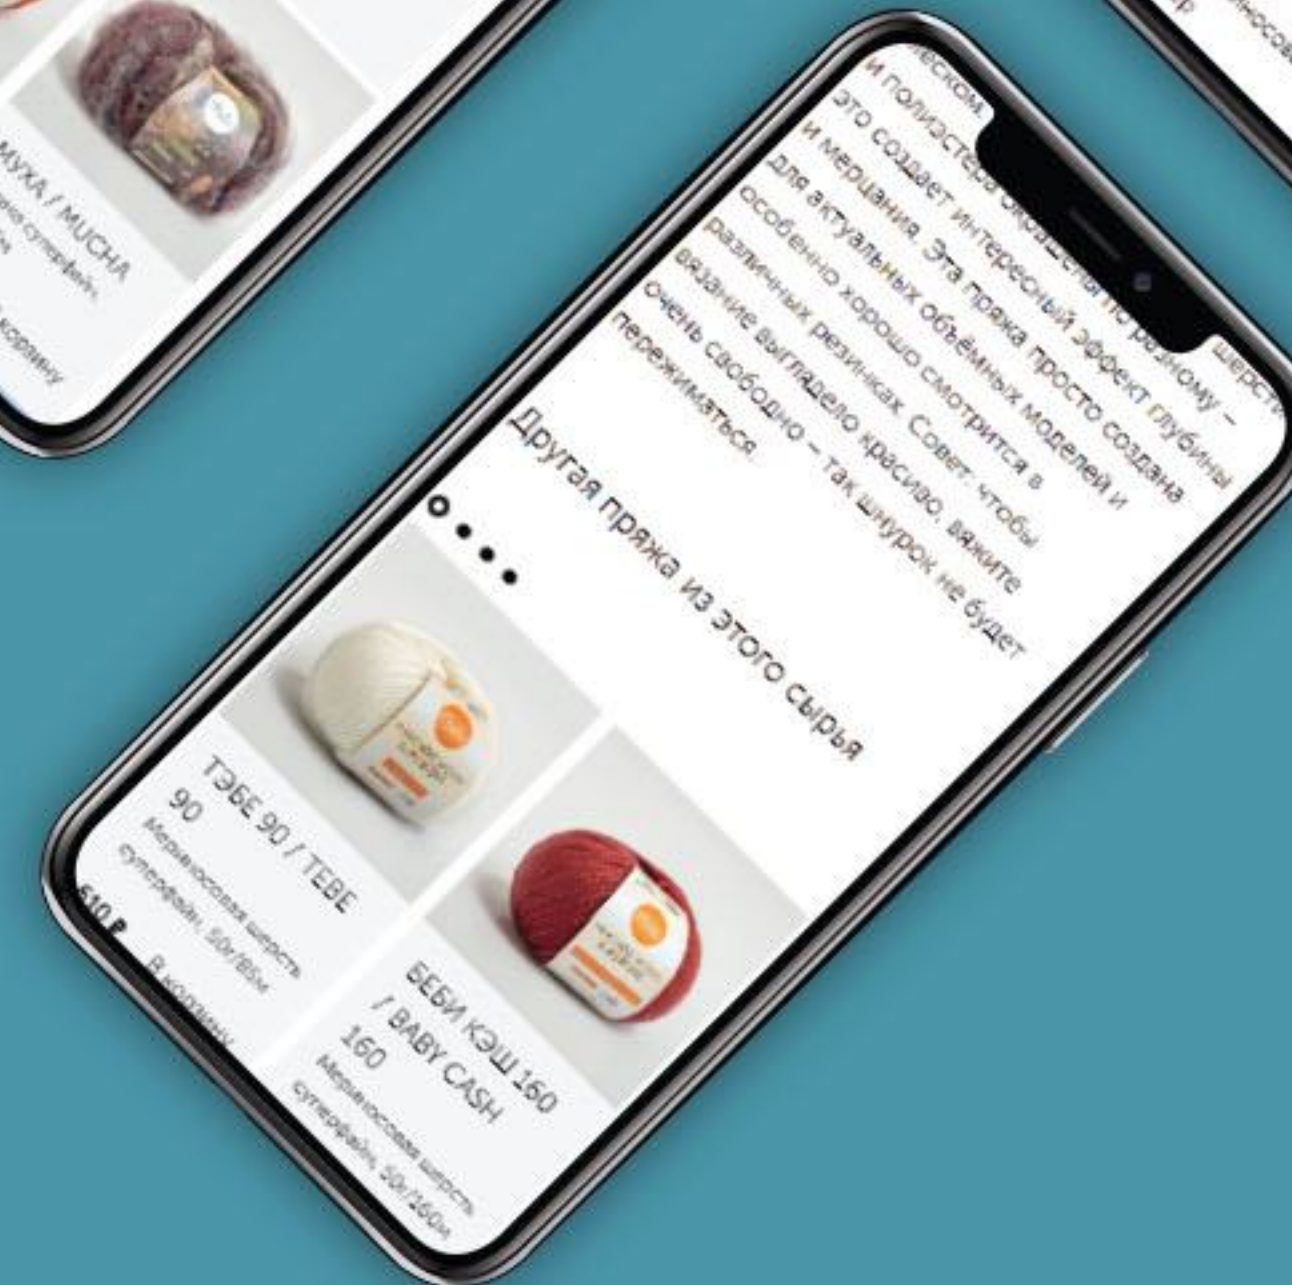 МУХА / MUCHA
суперфайн,
корзину
и полиэстера окрашены по разному –
это создает интересный эффект глубины
и мерцания. Эта пряжа просто создана
для актуальных объёмных моделей и
особенно хорошо смотрится в
различных резинках. Совет: чтобы
вязание выглядело красиво, вяжите
очень свободно – так шнурок не будет
пережиматься.
Другая пряжа из этого сырья
ТЭБЕ 90 / TEBE
90
Мериносовая шерсть
суперфайн, 50г/85м
510 ₽
В корзину
БЕБИ КЭШ 160
/ BABY CASH
160
Мериносовая шерсть
суперфайн, 50г/160м